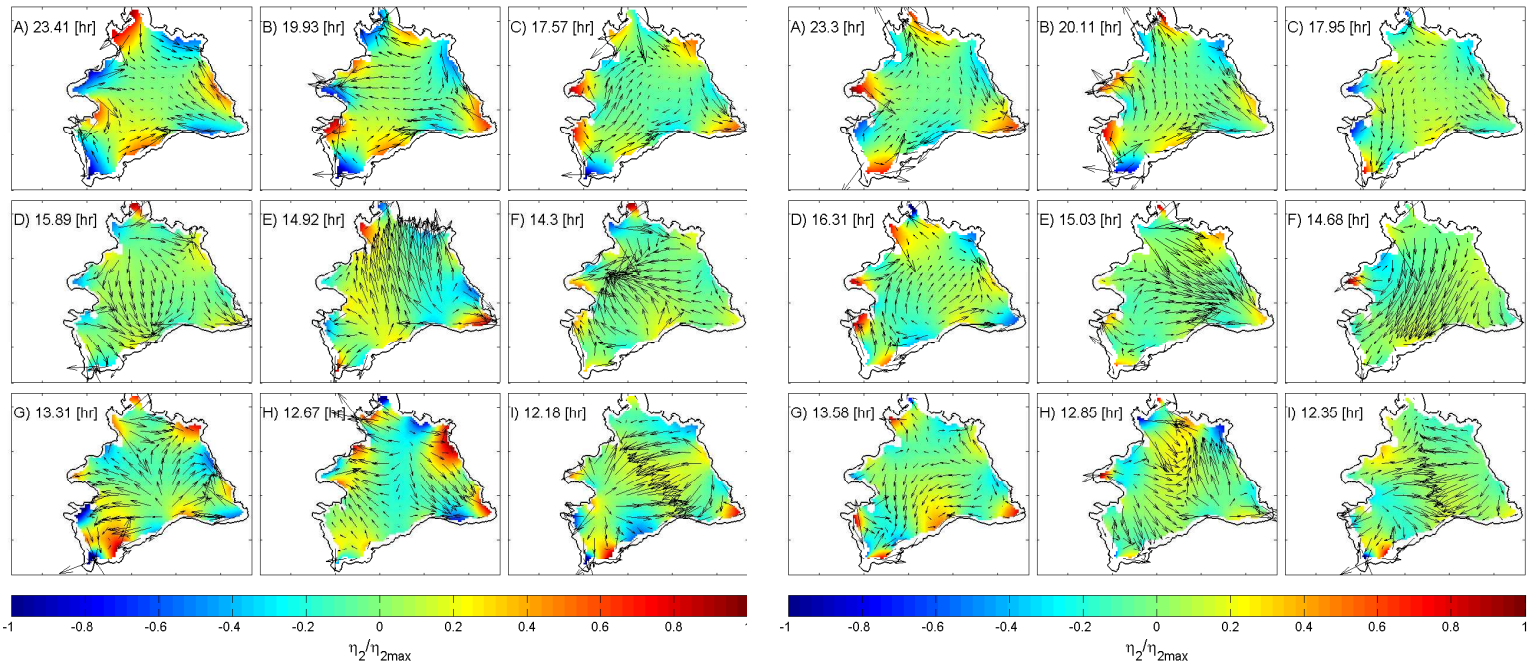 A) 23.41 [hr]
B) 19.93 [hr]
C) 17.57 [hr]
D) 15.89 [hr]
E) 14.92 [hr]
F) 14.3 [hr]
G) 13.31 [hr]
H) 12.67 [hr]
I) 12.18 [hr]
-1 -0.8 -0.6 -0.4 -0.2 0 0.2 0.4 0.6 0.8 1
η2/η2max
A) 23.3 [hr]
B) 20.11 [hr]
C) 17.95 [hr]
D) 16.31 [hr]
E) 15.03 [hr]
F) 14.68 [hr]
G) 13.58 [hr]
H) 12.85 [hr]
I) 12.35 [hr]
-1 -0.8 -0.6 -0.4 -0.2 0 0.2 0.4 0.6 0.8 1
η2/η2max